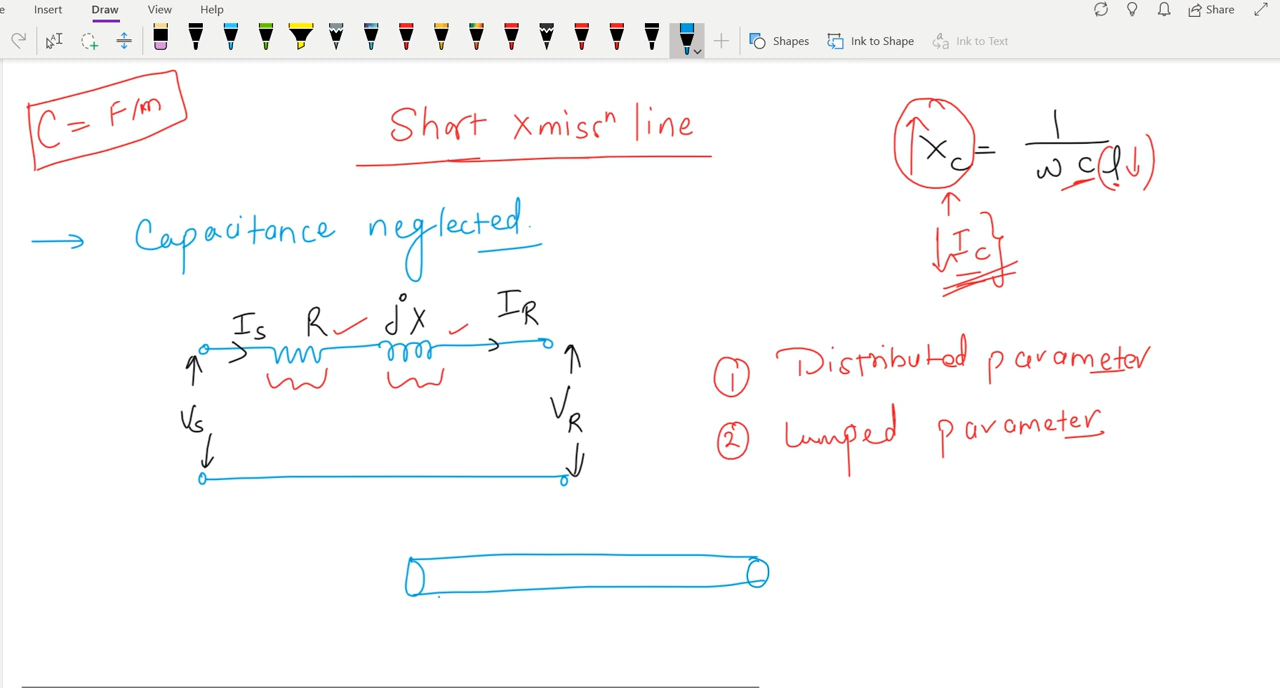 e Insert Draw View Help
Share
Shapes
Ink to Shape
Ink to Text
C = F/m
Short Xmissⁿ line
↑ Xc = 1 / ωC(l↓)
→ Capacitance neglected.
↑
↓Ic}
Is R jX IR
Vs
VR
① Distributed parameter
② Lumped parameter